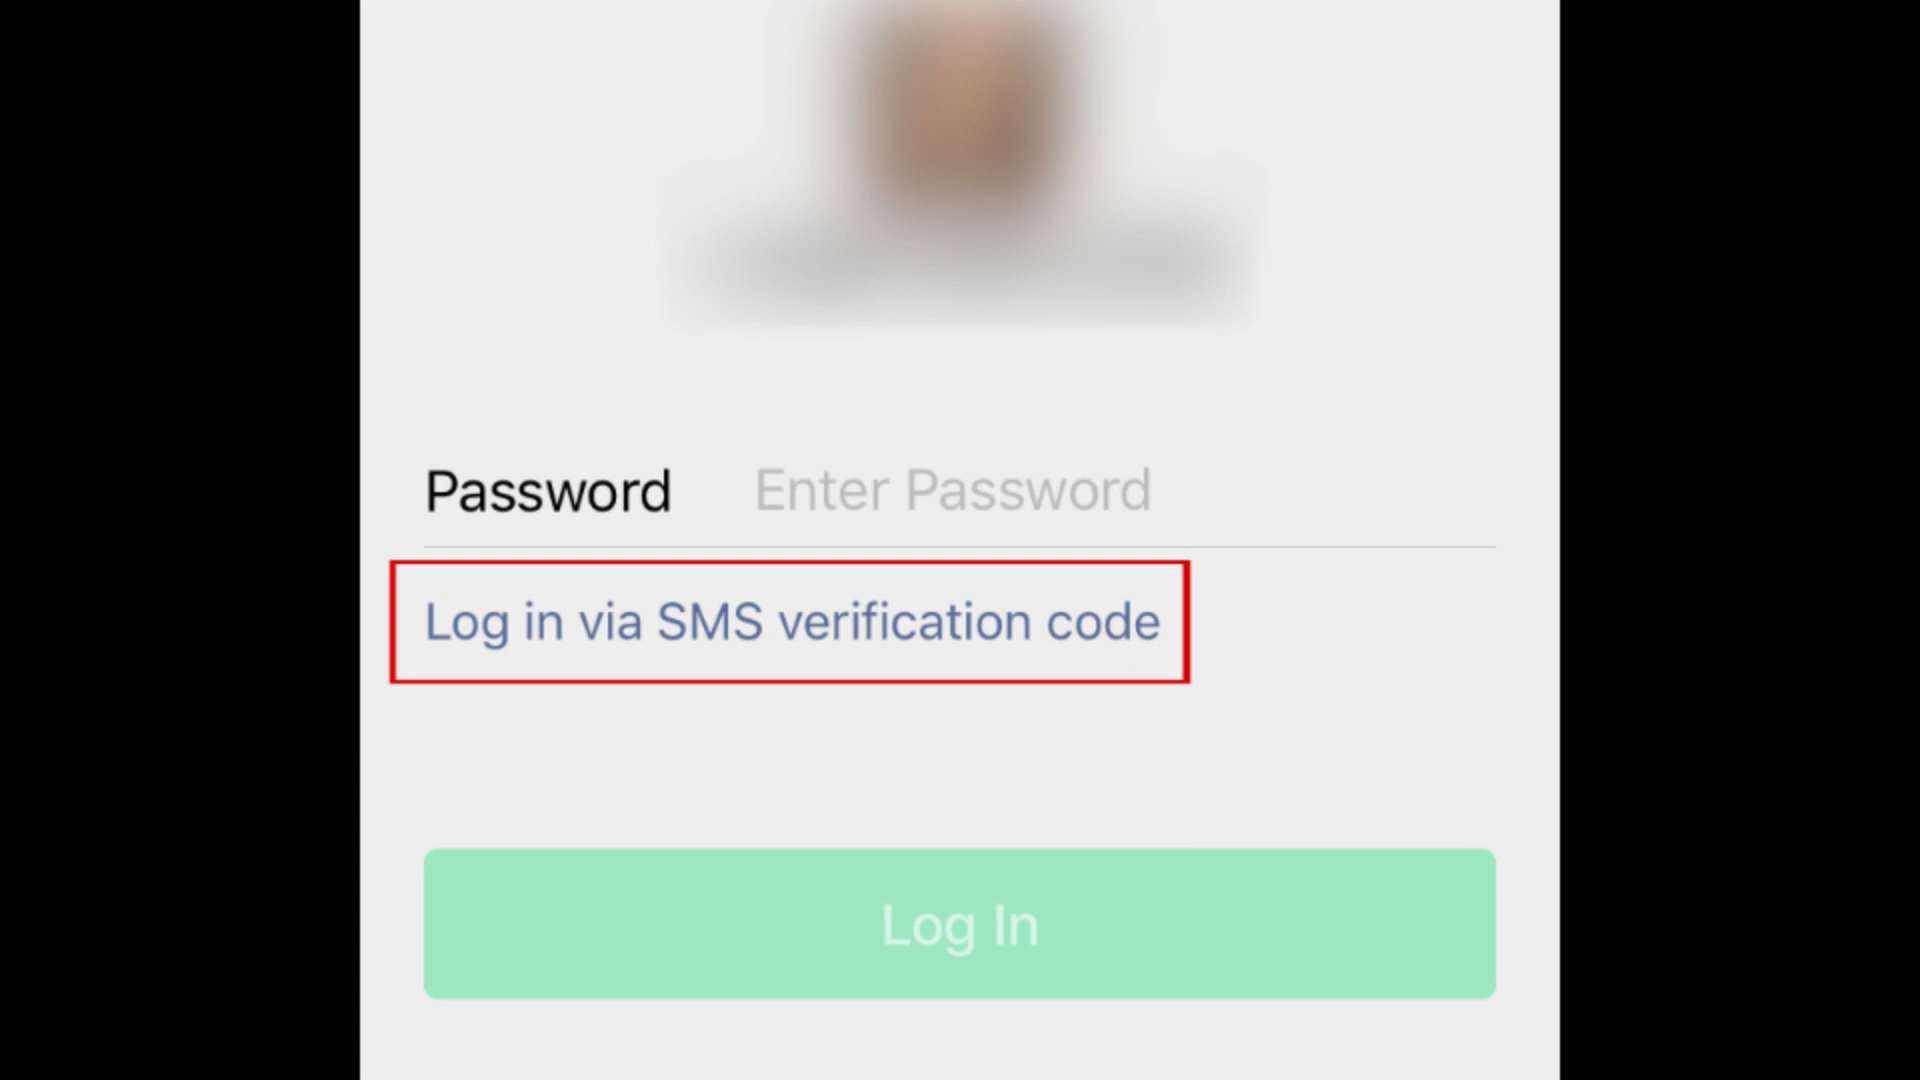 Password Enter Password
Log in via SMS verification code
Log In